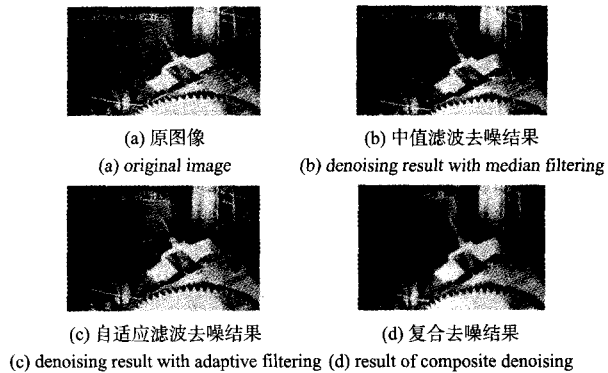 (a) 原图像
(b) 中值滤波去噪结果
(a) original image
(b) denoising result with median filtering
(c) 自适应滤波去噪结果
(d) 复合去噪结果
(c) denoising result with adaptive filtering
(d) result of composite denoising